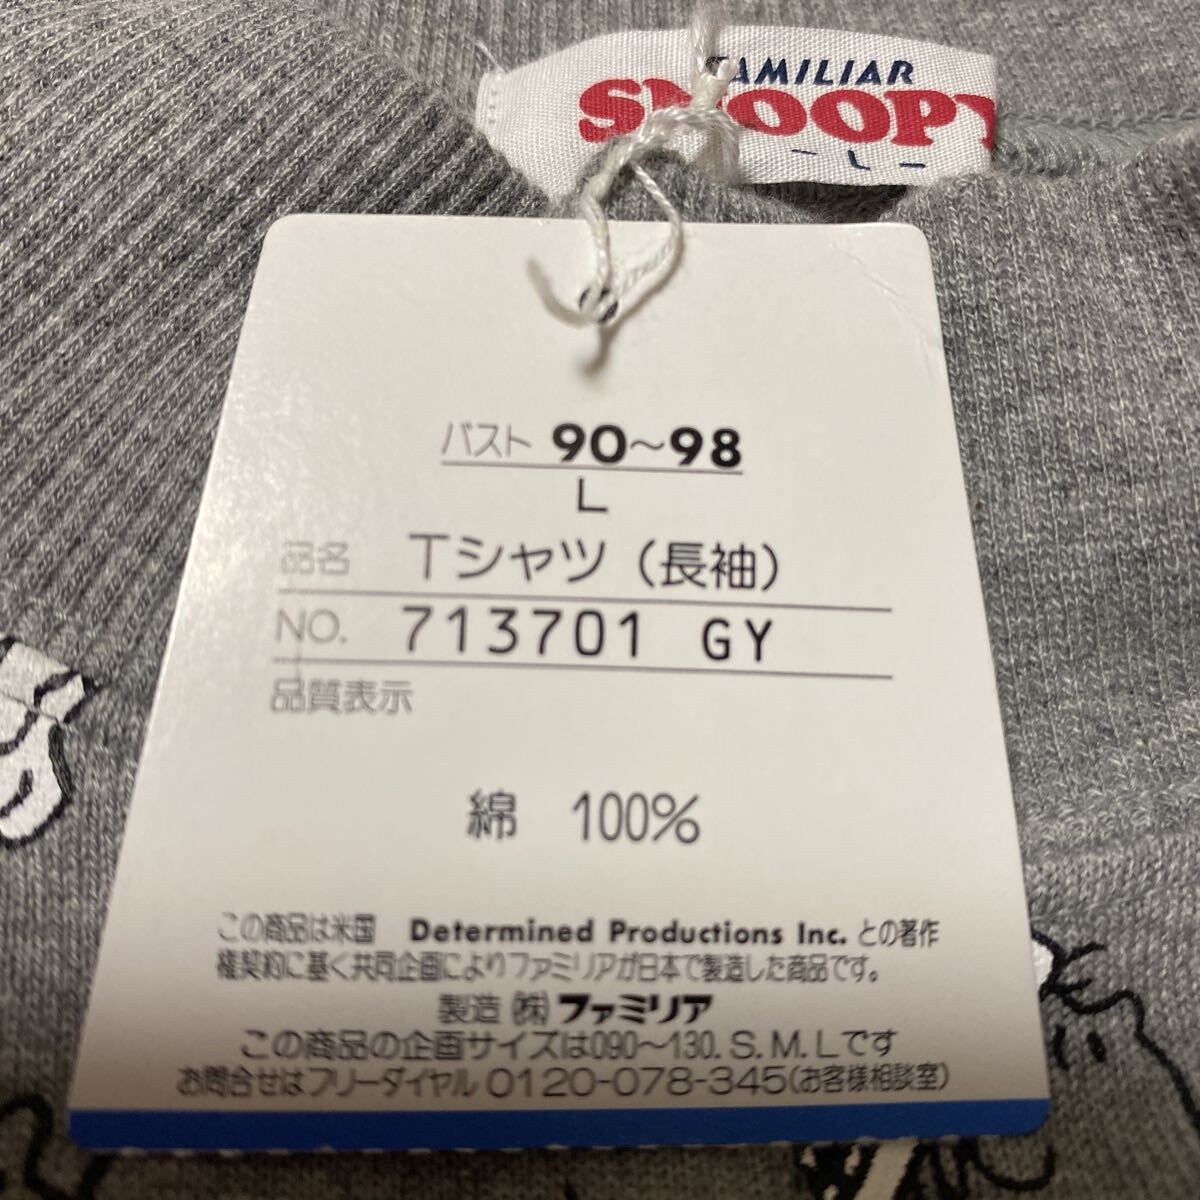 FAMILIAR
SNOOPY
- L -
バスト 90～98
L
品名 Tシャツ（長袖）
NO. 713701 GY
品質表示
綿 100%
この商品は米国 Determined Productions Inc. との著作
権契約に基く共同企画によりファミリアが日本で製造した商品です。
製造 ㈱ファミリア
この商品の企画サイズは090～130. S. M. Lです
お問合せはフリーダイヤル 0120-078-345(お客様相談室)